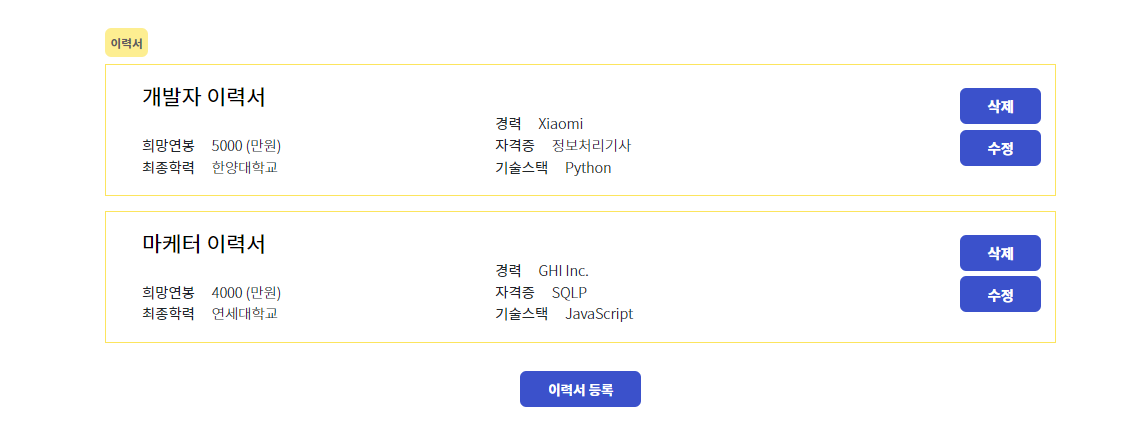 이력서
개발자 이력서
희망연봉 5000 (만원)
최종학력 한양대학교
경력 Xiaomi
자격증 정보처리기사
기술스택 Python
삭제
수정
마케터 이력서
희망연봉 4000 (만원)
최종학력 연세대학교
경력 GHI Inc.
자격증 SQLP
기술스택 JavaScript
삭제
수정
이력서 등록